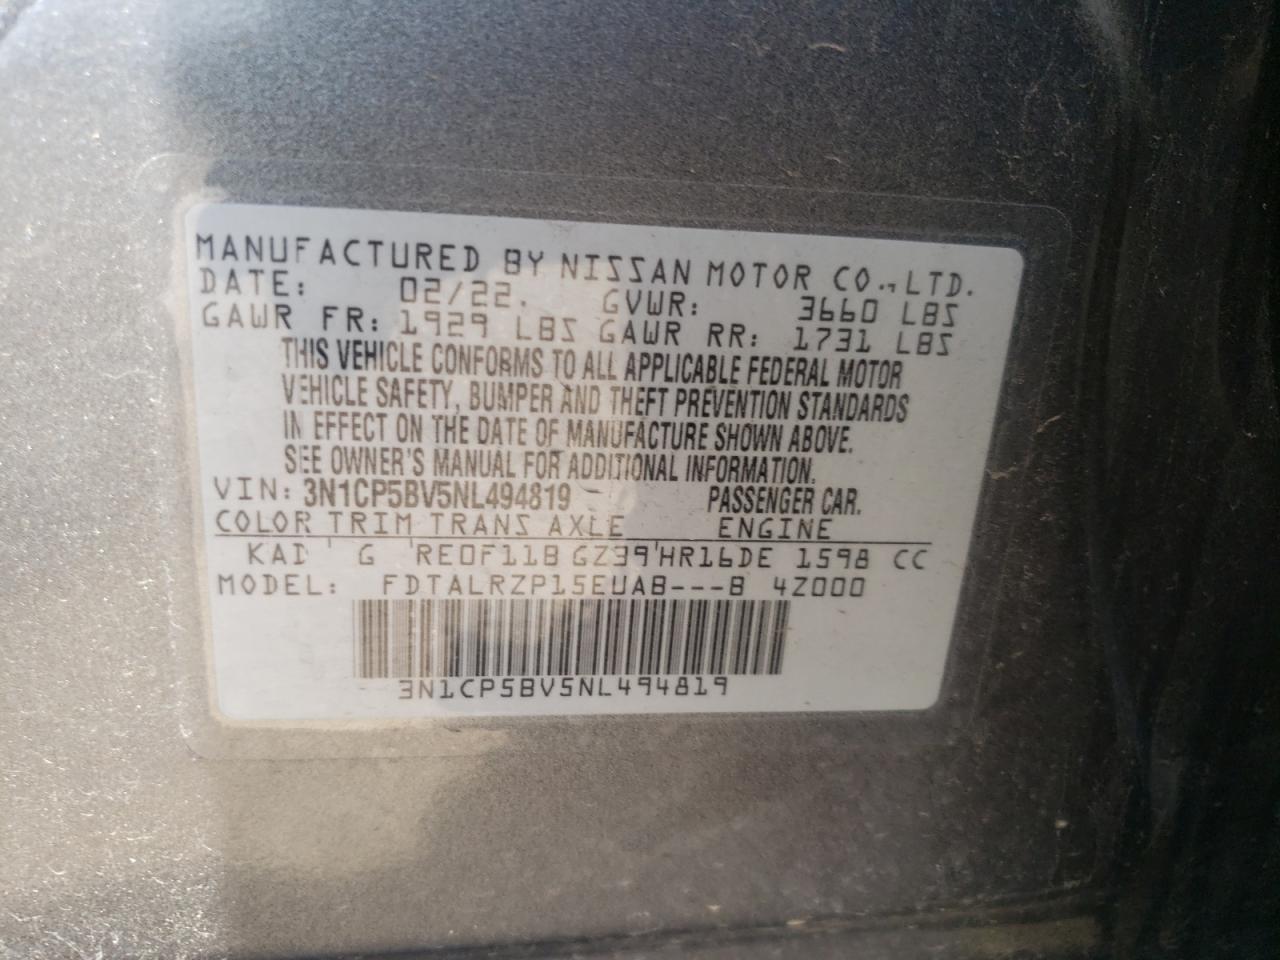 MANUFACTURED BY NISSAN MOTOR CO.,LTD.
DATE: 02/22. GVWR: 3660 LBS
GAWR FR: 1929 LBS GAWR RR: 1731 LBS
THIS VEHICLE CONFORMS TO ALL APPLICABLE FEDERAL MOTOR
VEHICLE SAFETY, BUMPER AND THEFT PREVENTION STANDARDS
IN EFFECT ON THE DATE OF MANUFACTURE SHOWN ABOVE.
SEE OWNER'S MANUAL FOR ADDITIONAL INFORMATION.
VIN: 3N1CP5BV5NL494819 PASSENGER CAR.
COLOR TRIM TRANS AXLE ENGINE
KAD G RE0F11B GZ39 HR16DE 1598 CC
MODEL: FDTALRZP15EUAB---B 4Z000
3N1CP5BV5NL494819